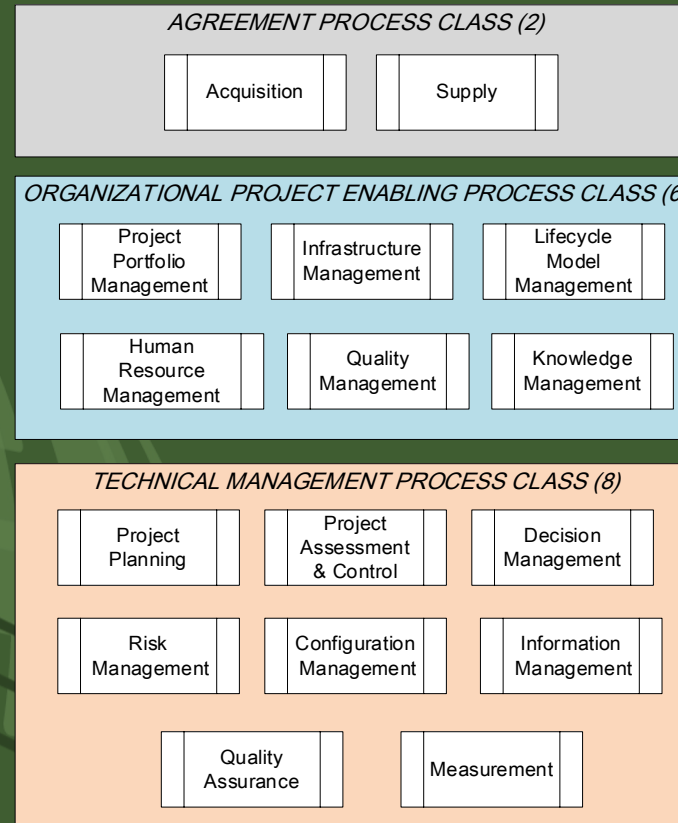 AGREEMENT PROCESS CLASS (2)
Acquisition
Supply
ORGANIZATIONAL PROJECT ENABLING PROCESS CLASS (6
Project
Portfolio
Management
Infrastructure
Management
Lifecycle
Model
Management
Human
Resource
Management
Quality
Management
Knowledge
Management
TECHNICAL MANAGEMENT PROCESS CLASS (8)
Project
Planning
Project
Assessment
& Control
Decision
Management
Risk
Management
Configuration
Management
Information
Management
Quality
Assurance
Measurement